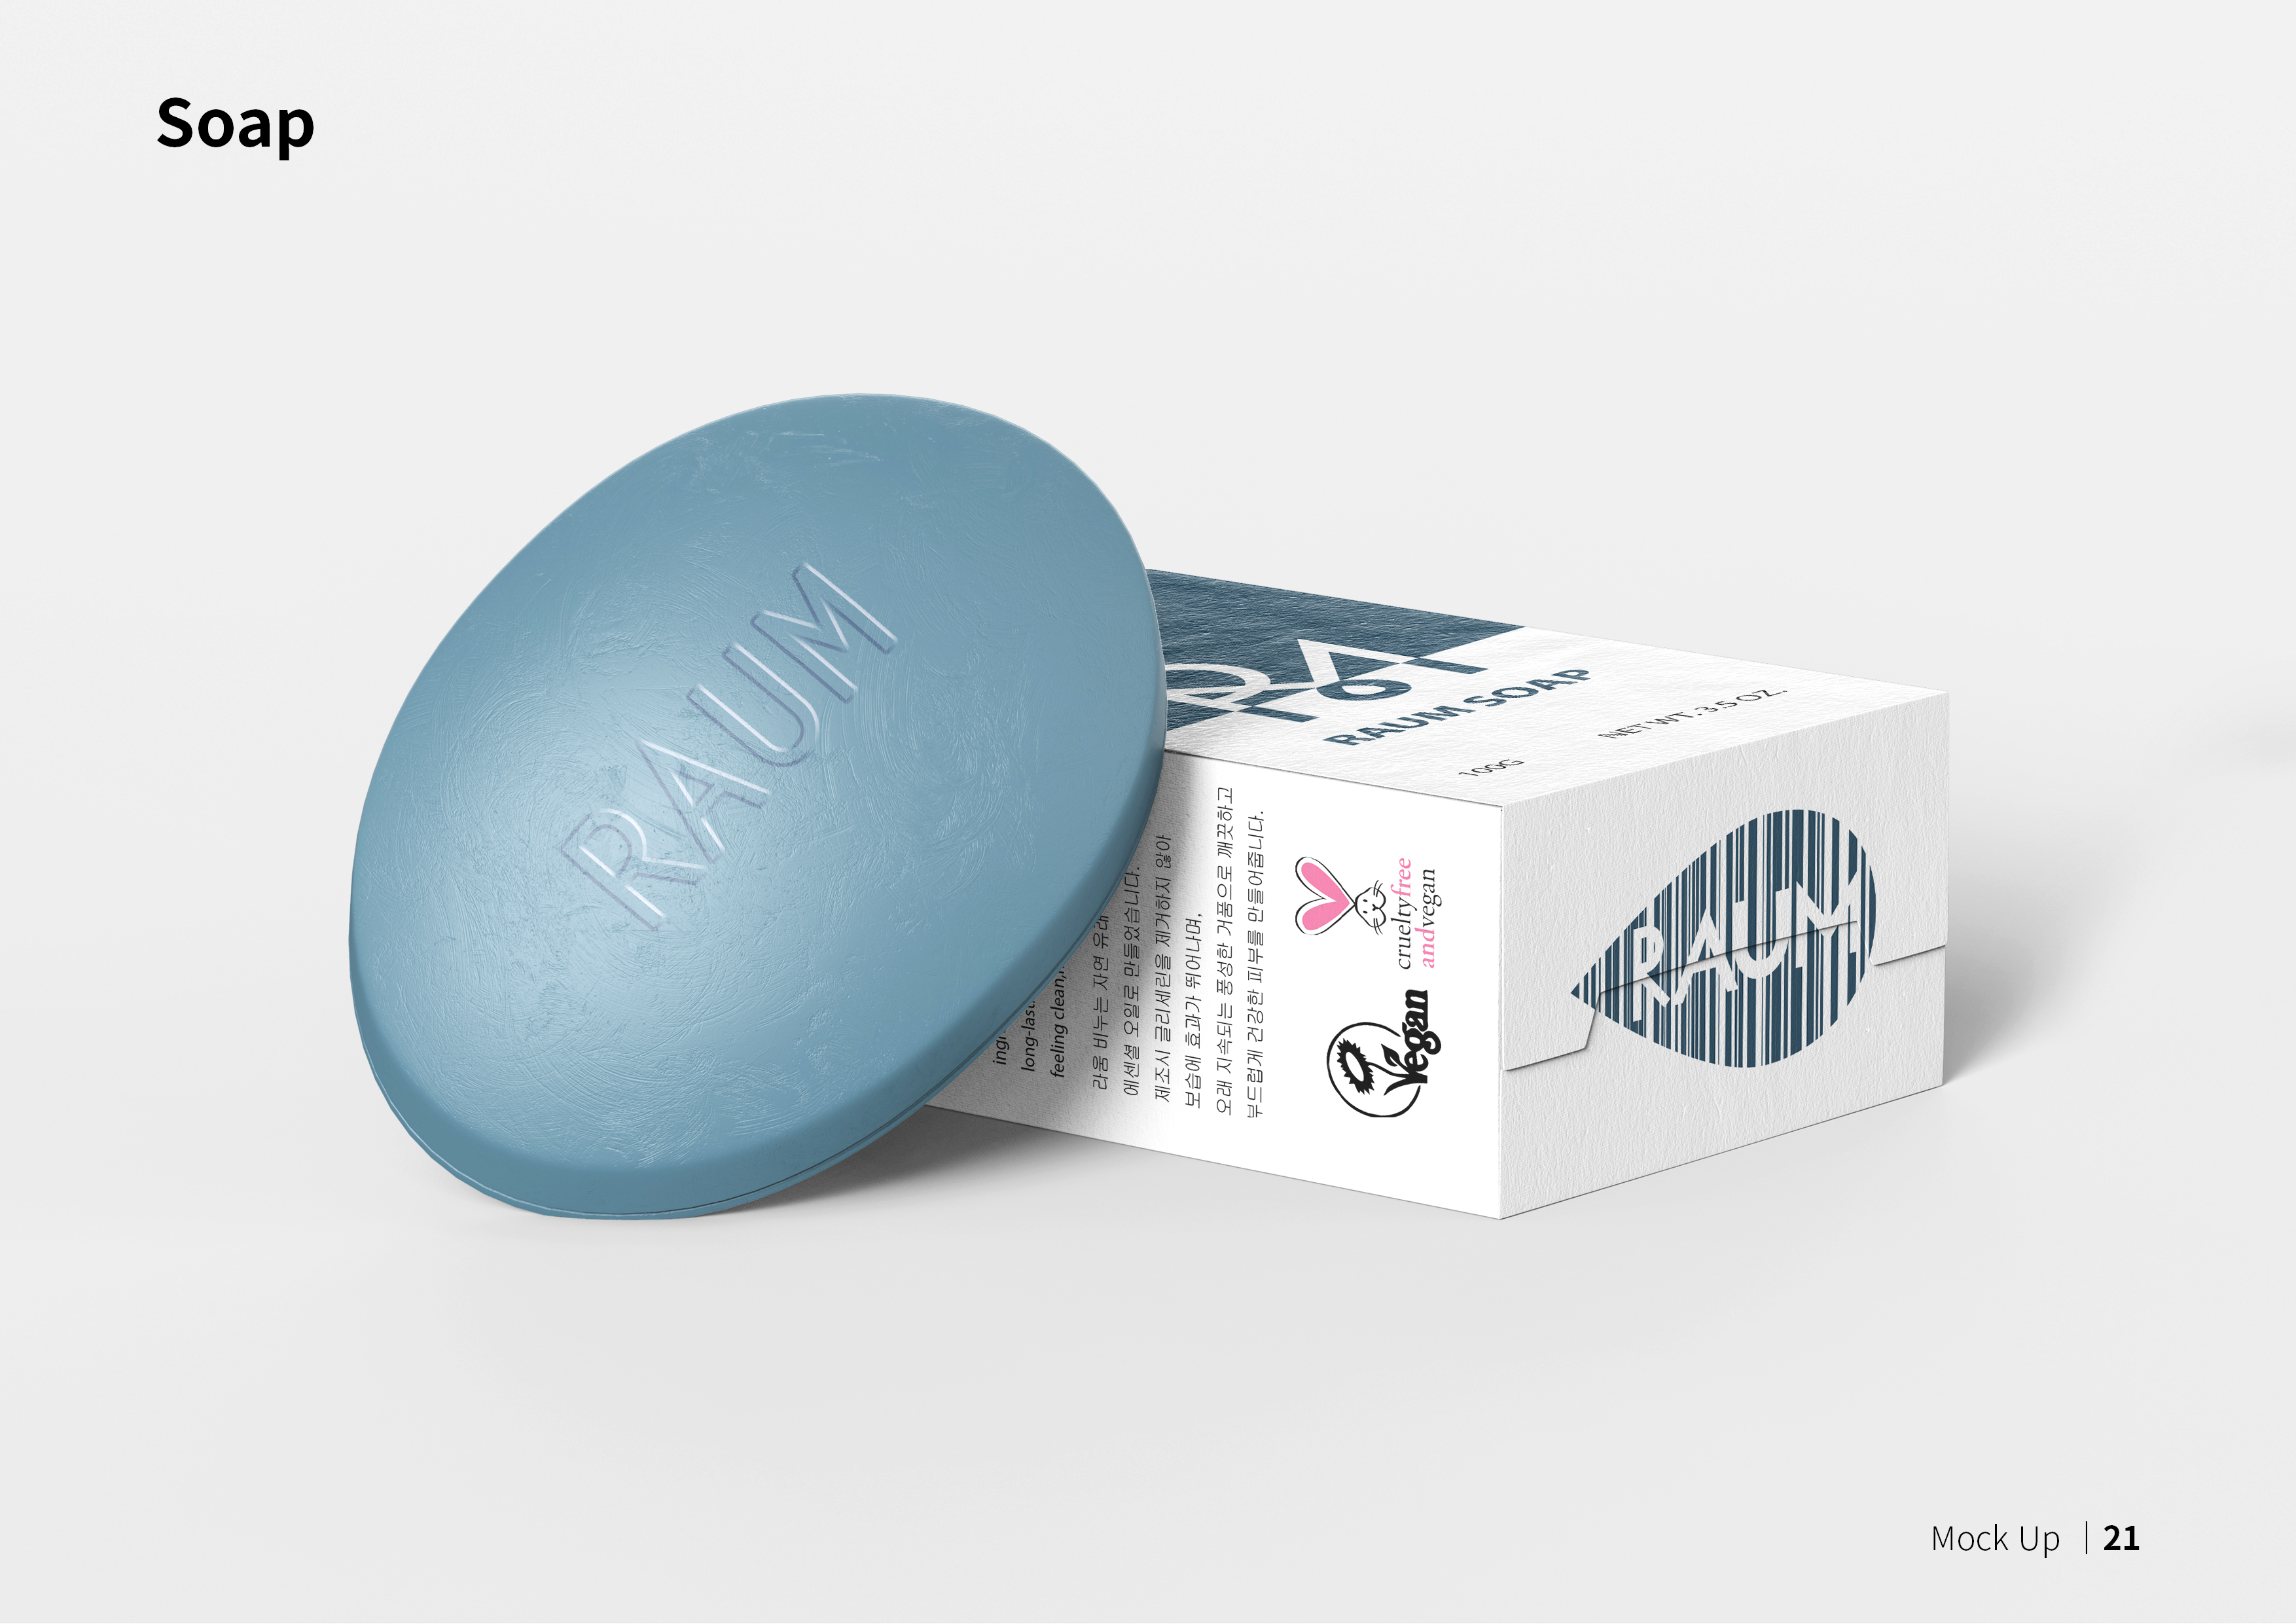 Soap
RAUM
RA
RAUM SOAP
100G
NET WT. 3.5 OZ.
long-last
feeling clean,
라움 비누는 자연 유래
에센셜 오일로 만들었습니다.
제조시 글리세린을 제거하지 않아
보습에 효과가 뛰어나며,
오래 지속되는 풍성한 거품으로 깨끗하고
부드럽게 건강한 피부를 만들어줍니다.
crueltyfree
andvegan
Vegan
RAUM
Mock Up | 21